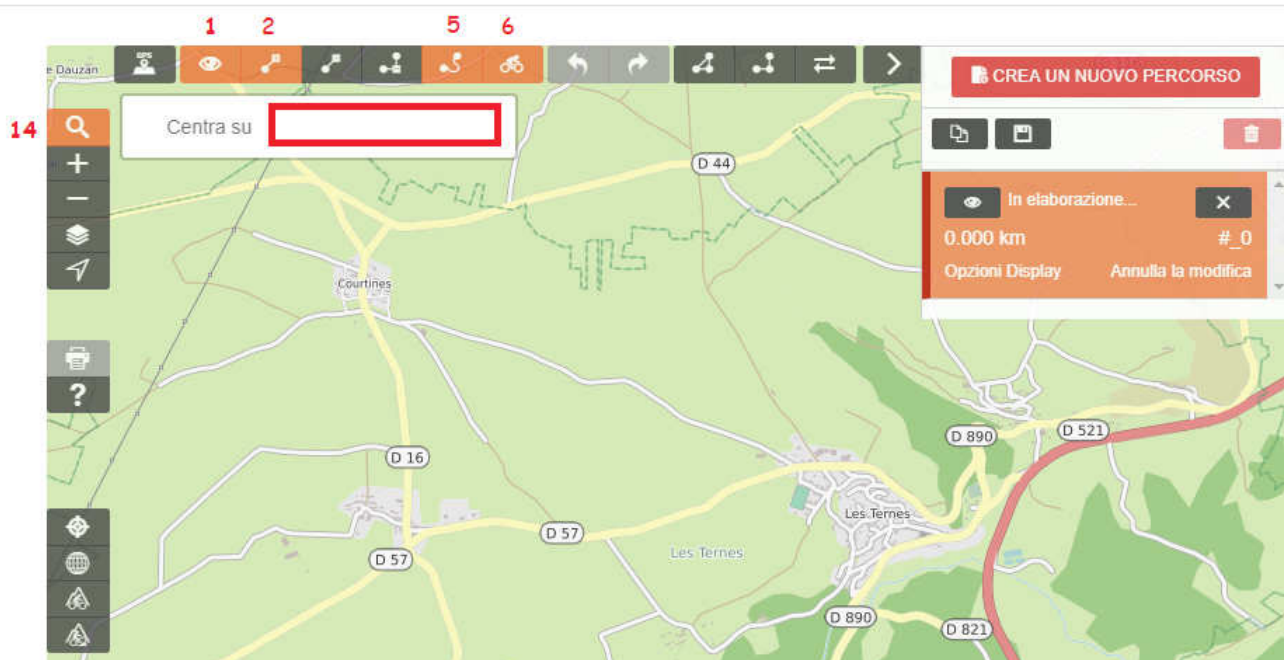 1 2 5 6
e Dauzan
GPS
CREA UN NUOVO PERCORSO
14
Centra su
D 44
In elaborazione...
0.000 km #_0
Opzioni Display Annulla la modifica
Courtines
?
D 890
D 521
D 16
Les Ternes
D 57
Les Ternes
D 57
D 890
D 821